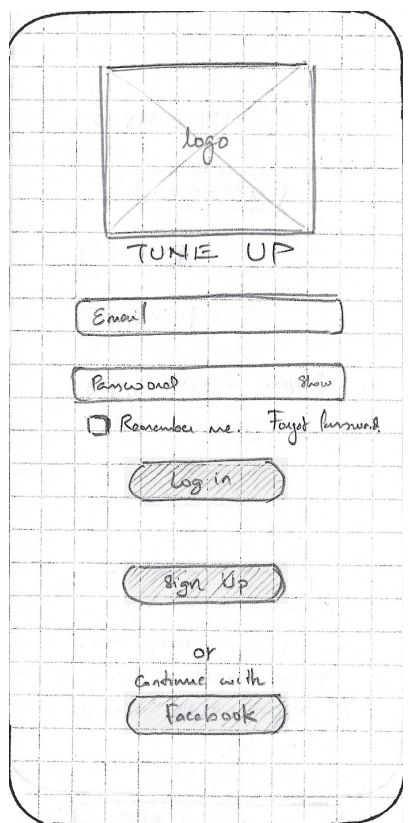 logo
TUNE UP
Email
Password Show
Remember me. Forgot Password
Log in
Sign Up
or
Continue with
Facebook